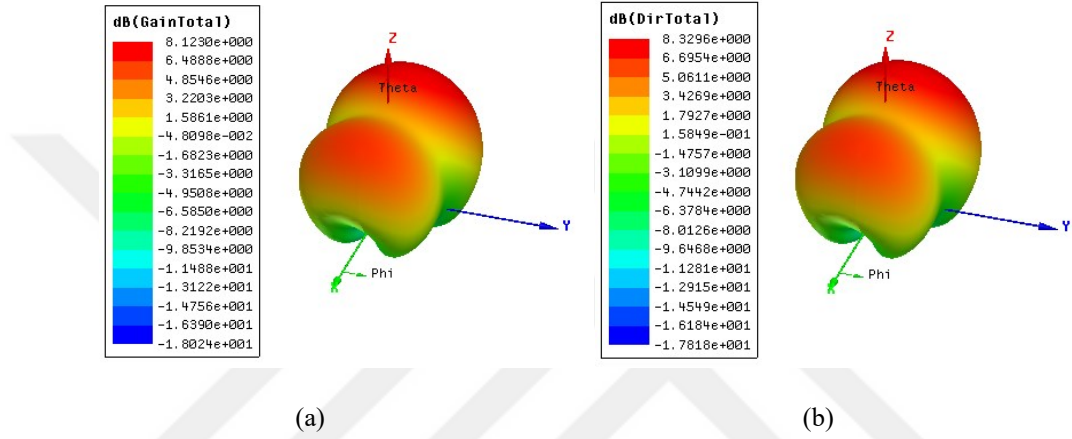 dB(GainTotal)
8.1230e+000
6.4888e+000
4.8546e+000
3.2203e+000
1.5861e+000
-4.8098e-002
-1.6823e+000
-3.3165e+000
-4.9508e+000
-6.5850e+000
-8.2192e+000
-9.8534e+000
-1.1488e+001
-1.3122e+001
-1.4756e+001
-1.6390e+001
-1.8024e+001
Z
Theta
Y
Phi
X
dB(DirTotal)
8.3296e+000
6.6954e+000
5.0611e+000
3.4269e+000
1.7927e+000
1.5849e-001
-1.4757e+000
-3.1099e+000
-4.7442e+000
-6.3784e+000
-8.0126e+000
-9.6468e+000
-1.1281e+001
-1.2915e+001
-1.4549e+001
-1.6184e+001
-1.7818e+001
Z
Theta
Y
Phi
X
(a)
(b)